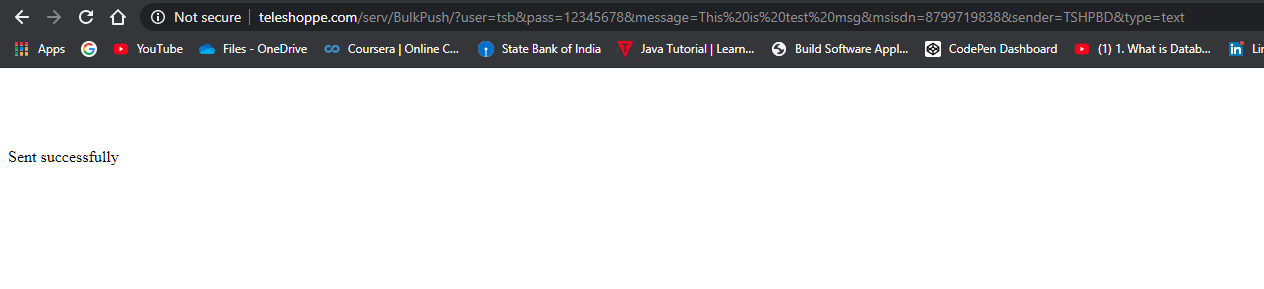 Not secure teleshoppe.com/serv/BulkPush/?user=tsb&pass=12345678&message=This%20is%20test%20msg&msisdn=8799719838&sender=TSHPBD&type=text
Apps YouTube Files - OneDrive Coursera | Online C... State Bank of India Java Tutorial | Learn... Build Software Appl... CodePen Dashboard (1) 1. What is Datab... Lin
Sent successfully